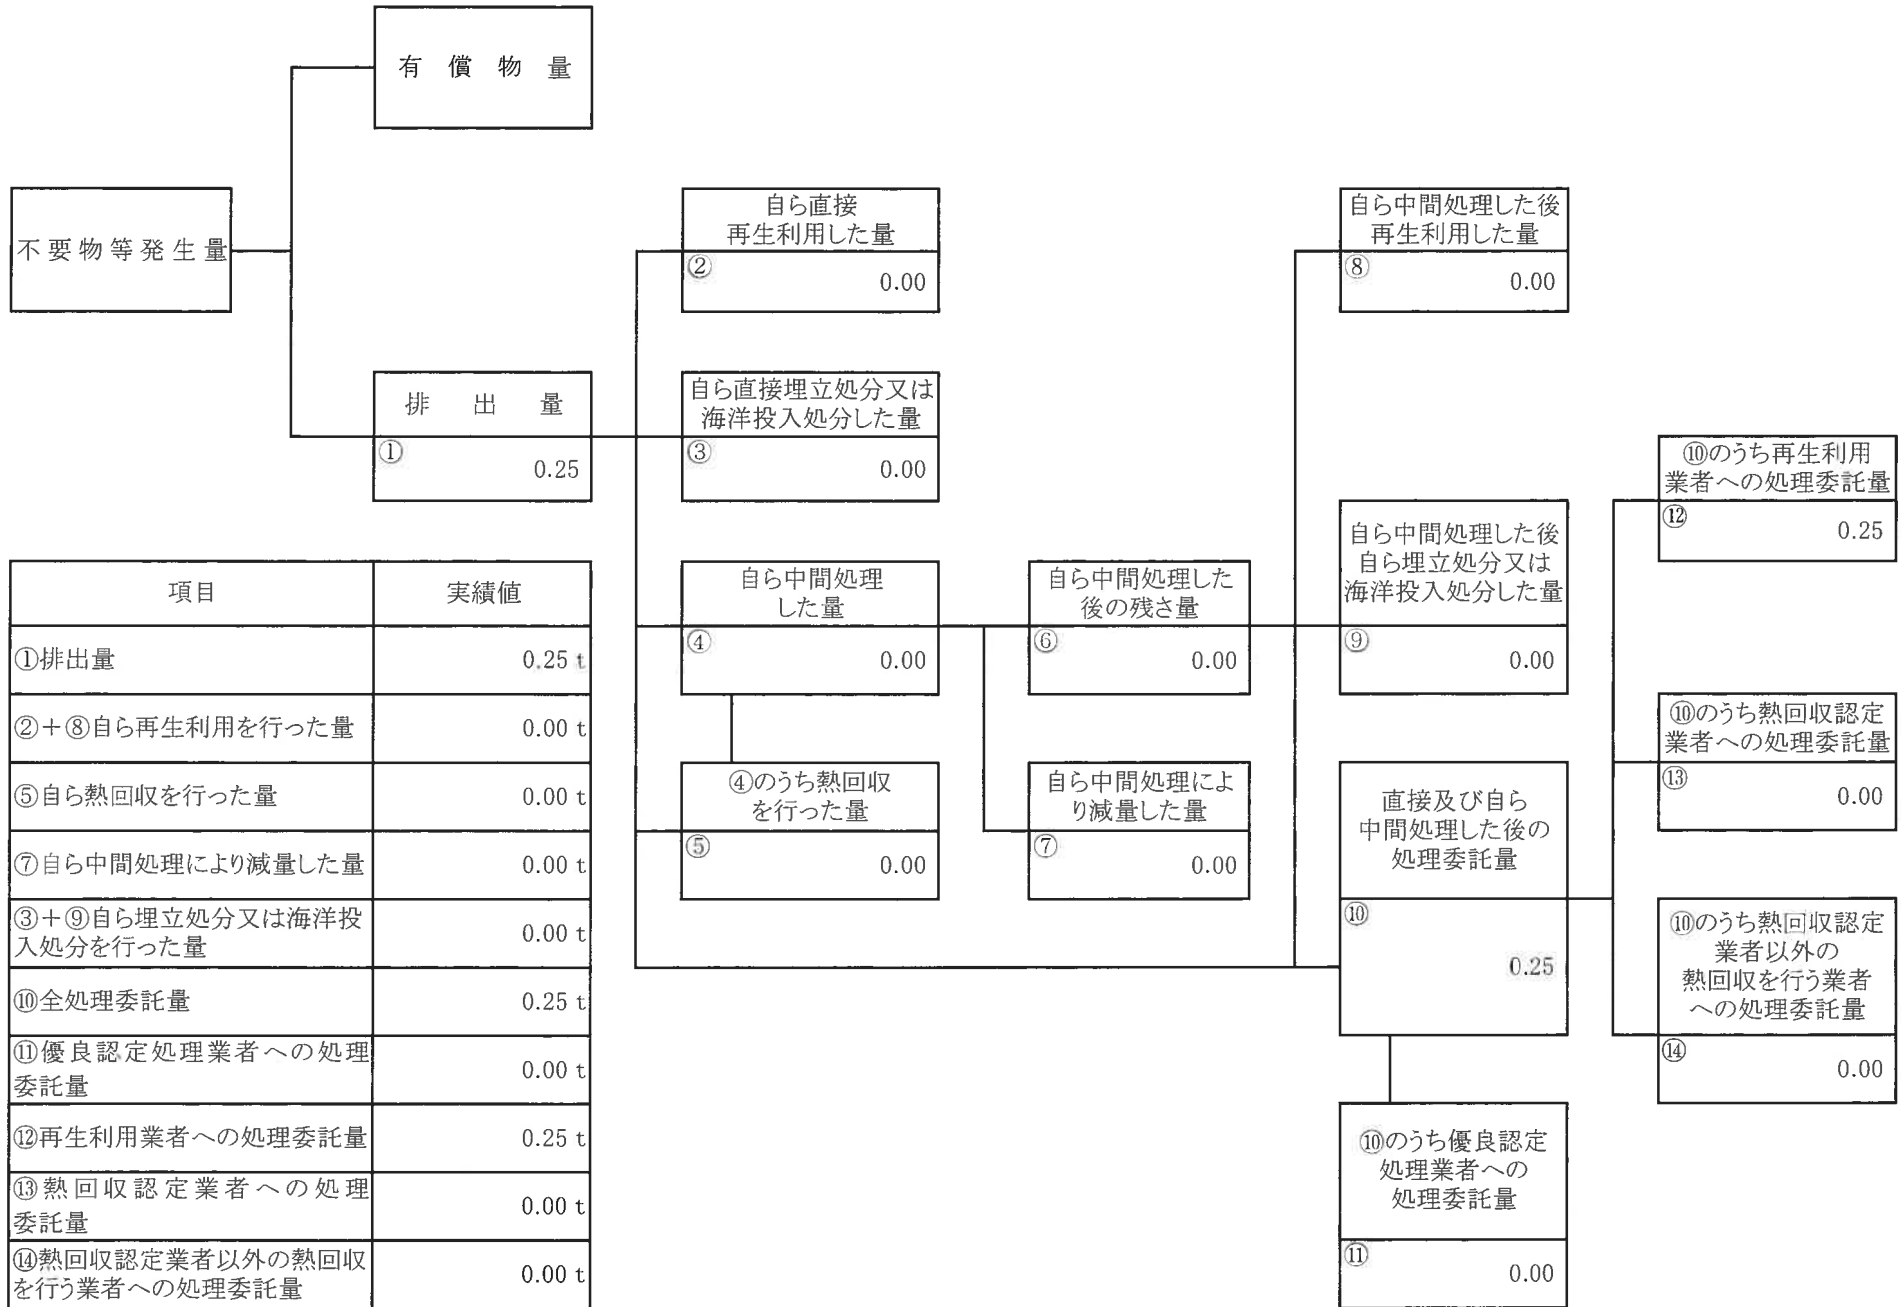 有償物量
不要物等発生量
自ら直接
再生利用した量
②
0.00
自ら中間処理した後
再生利用した量
⑧
0.00
排出量
①
0.25
自ら直接埋立処分又は
海洋投入処分した量
③
0.00
⑩のうち再生利用
業者への処理委託量
⑫
0.25
自ら中間処理
した量
④
0.00
自ら中間処理した
後の残さ量
⑥
0.00
自ら中間処理した後
自ら埋立処分又は
海洋投入処分した量
⑨
0.00
⑩のうち熱回収認定
業者への処理委託量
⑬
0.00
④のうち熱回収
を行った量
⑤
0.00
自ら中間処理によ
り減量した量
⑦
0.00
直接及び自ら
中間処理した後の
処理委託量
⑩
0.25
⑩のうち熱回収認定
業者以外の
熱回収を行う業者
への処理委託量
⑭
0.00
⑩のうち優良認定
処理業者への
処理委託量
⑪
0.00
項目 実績値
①排出量 0.25 t
②+⑧自ら再生利用を行った量 0.00 t
⑤自ら熱回収を行った量 0.00 t
⑦自ら中間処理により減量した量 0.00 t
③+⑨自ら埋立処分又は海洋投
入処分を行った量 0.00 t
⑩全処理委託量 0.25 t
⑪優良認定処理業者への処理
委託量 0.00 t
⑫再生利用業者への処理委託量 0.25 t
⑬熱回収認定業者への処理
委託量 0.00 t
⑭熱回収認定業者以外の熱回収
を行う業者への処理委託量 0.00 t